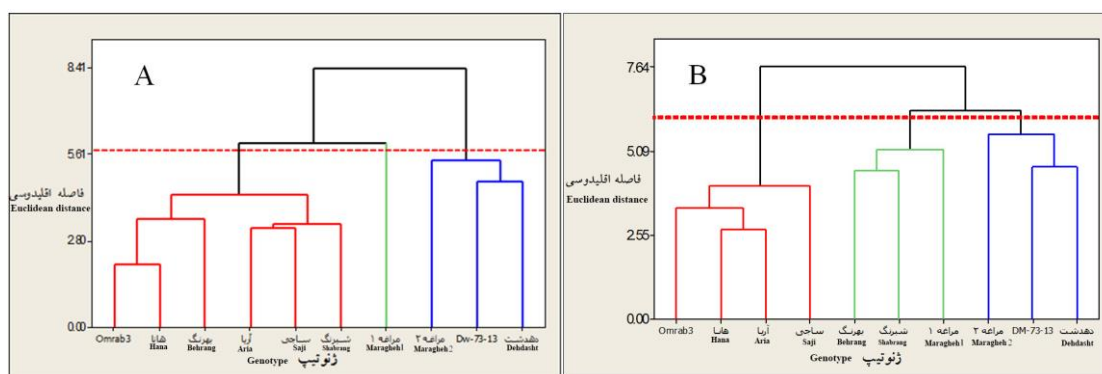 A
8.41
5.61
2.80
0.00
فاصله اقلیدوسی
Euclidean distance
Omrab3 هانا بهرنگ آریا ساجی شبرنگ مراغه ۱ مراغه ۲ Dw-73-13 دهدشت
Hana Behrang Aria Saji Shabrang Maragheh1 Maragheh2 Dehdasht
Genotype ژنوتیپ
B
7.64
5.09
2.55
0.00
فاصله اقلیدوسی
Euclidean distance
Omrab3 هانا آریا ساجی بهرنگ شبرنگ مراغه ۱ مراغه ۲ DM-73-13 دهدشت
Hana Aria Saji Behrang Shabrang Maragheh1 Maragheh2 Dehdasht
Genotype ژنوتیپ